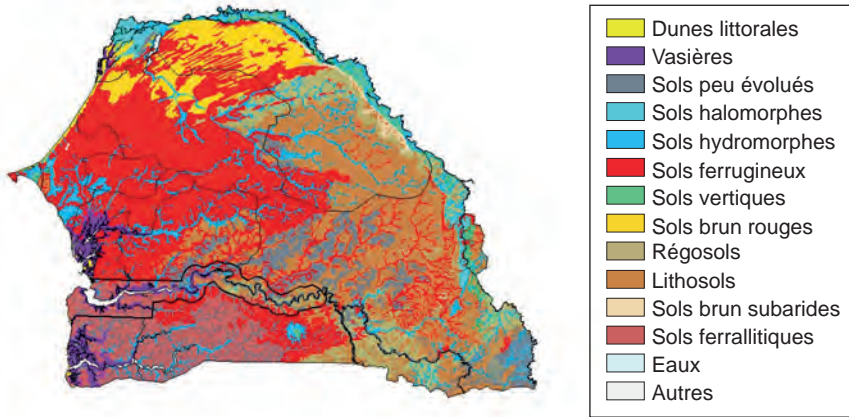 Dunes littorales
Vasières
Sols peu évolués
Sols halomorphes
Sols hydromorphes
Sols ferrugineux
Sols vertiques
Sols brun rouges
Régosols
Lithosols
Sols brun subarides
Sols ferrallitiques
Eaux
Autres